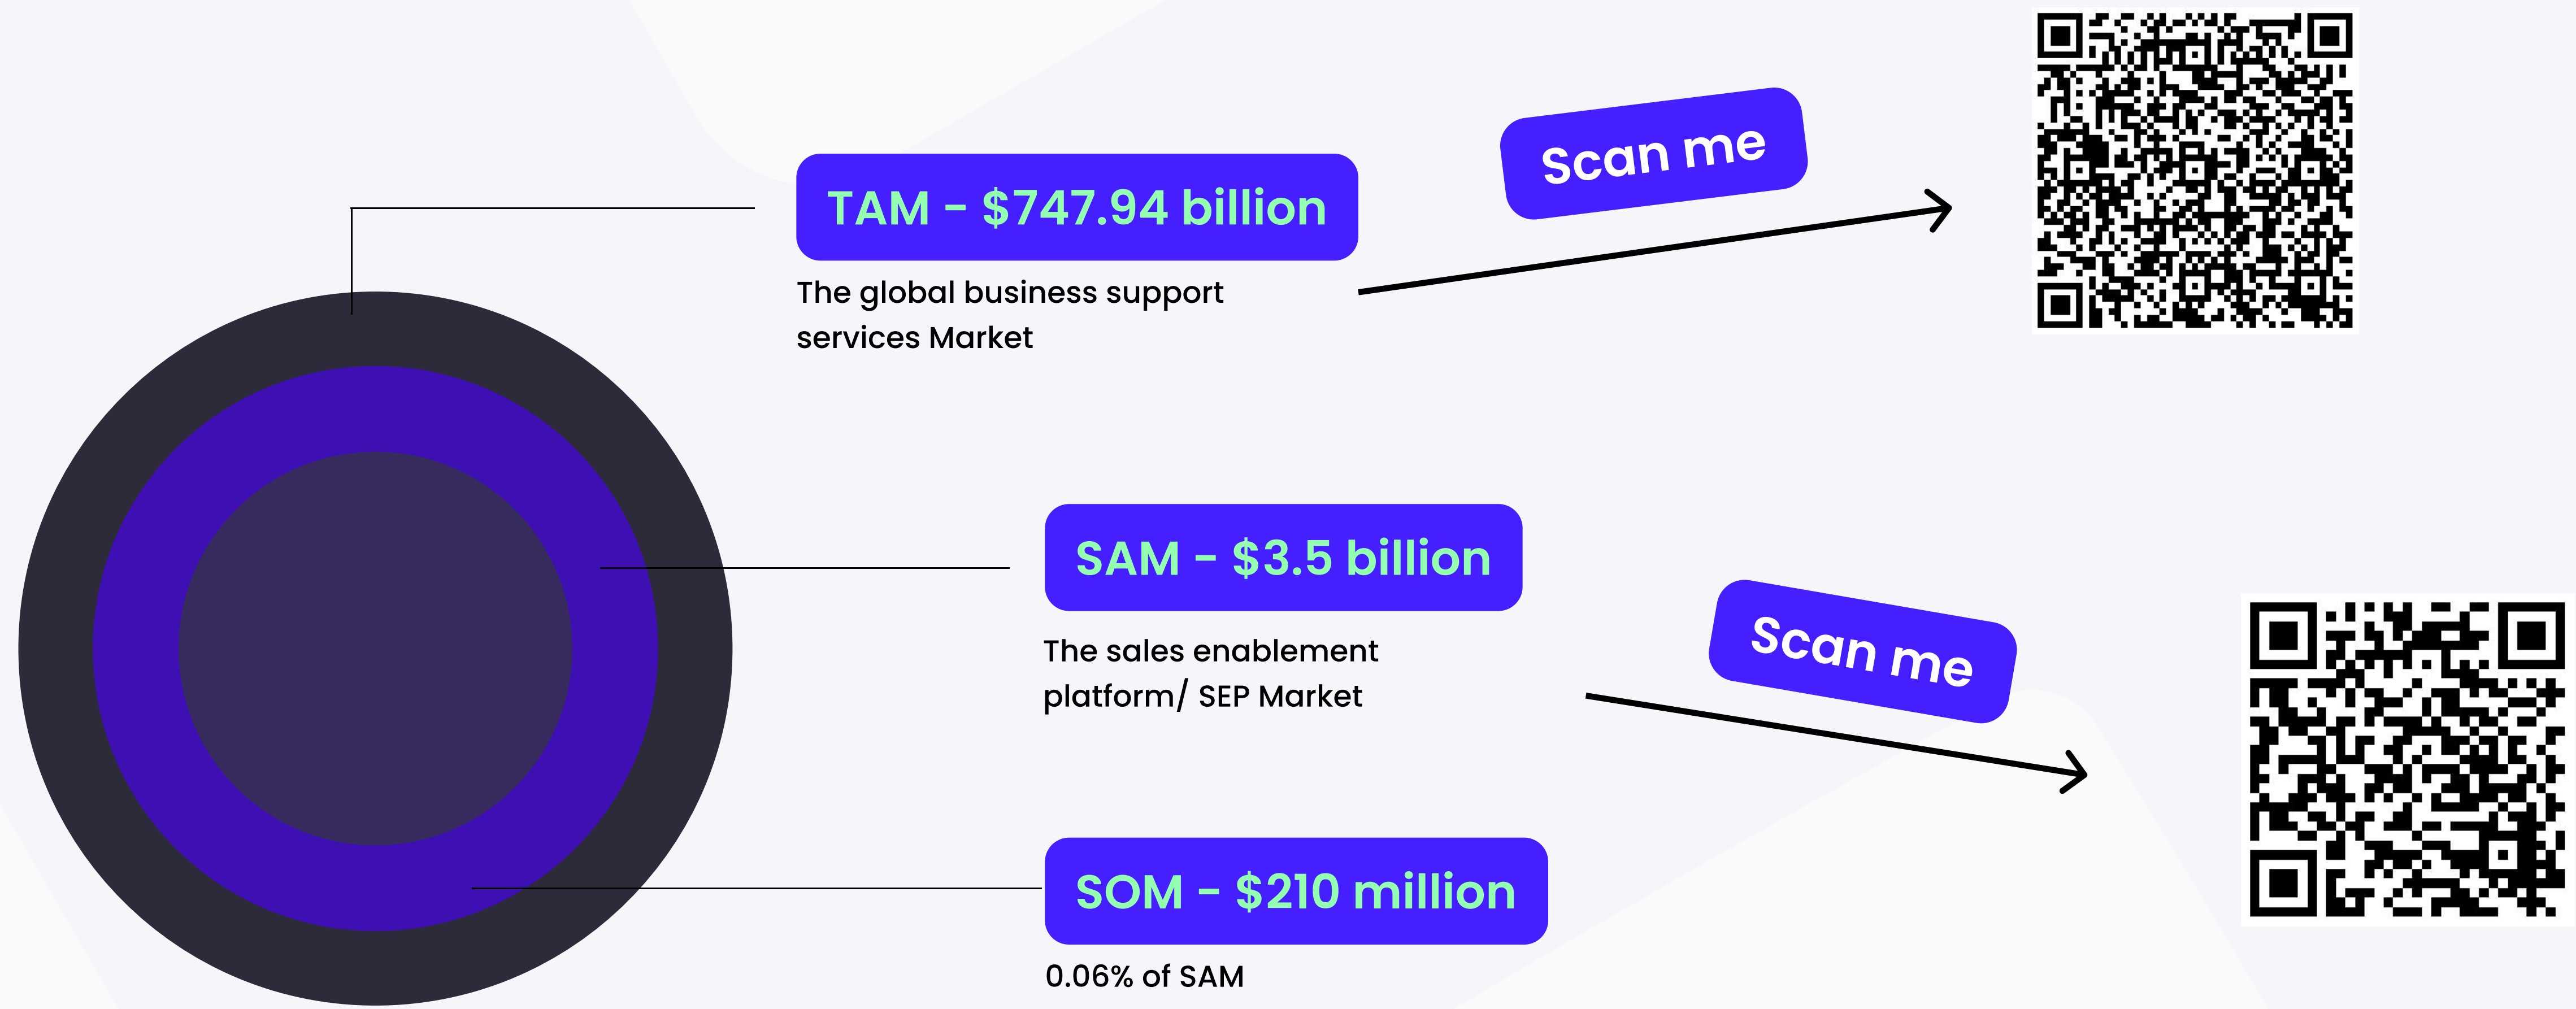 TAM - $747.94 billion
The global business support
services Market
Scan me
SAM - $3.5 billion
The sales enablement
platform/ SEP Market
Scan me
SOM - $210 million
0.06% of SAM